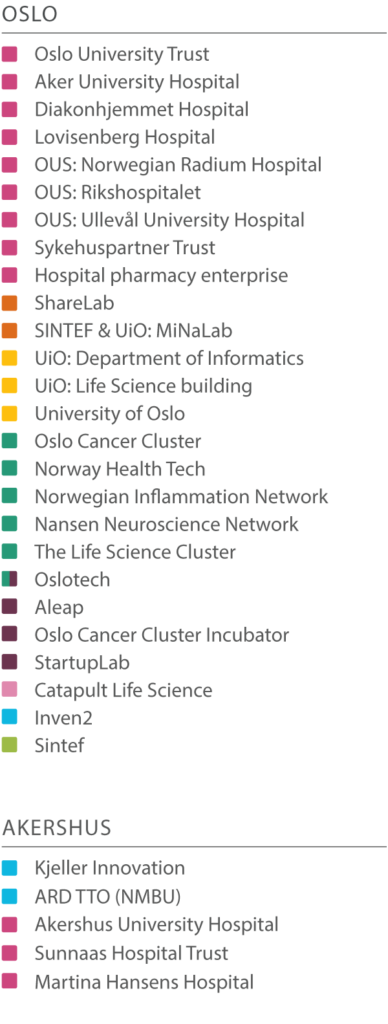 OSLO
Oslo University Trust
Aker University Hospital
Diakonhjemmet Hospital
Lovisenberg Hospital
OUS: Norwegian Radium Hospital
OUS: Rikshospitalet
OUS: Ullevål University Hospital
Sykehuspartner Trust
Hospital pharmacy enterprise
ShareLab
SINTEF & UiO: MiNaLab
UiO: Department of Informatics
UiO: Life Science building
University of Oslo
Oslo Cancer Cluster
Norway Health Tech
Norwegian Inflammation Network
Nansen Neuroscience Network
The Life Science Cluster
Oslotech
Aleap
Oslo Cancer Cluster Incubator
StartupLab
Catapult Life Science
Inven2
Sintef
AKERSHUS
Kjeller Innovation
ARD TTO (NMBU)
Akershus University Hospital
Sunnaas Hospital Trust
Martina Hansens Hospital